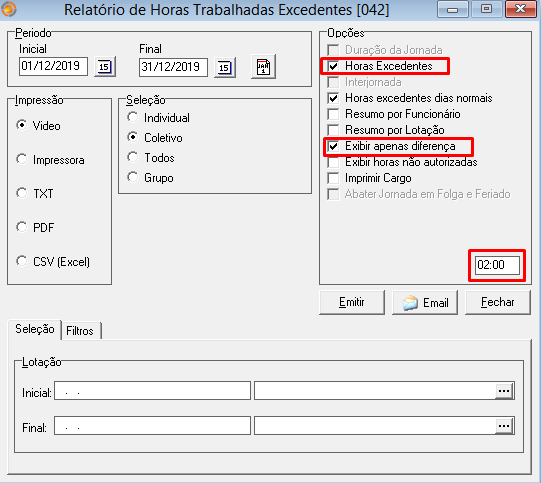 Relatório de Horas Trabalhadas Excedentes [042]
Periodo
Inicial
Final
01/12/2019
15
31/12/2019
15
JAN
1
Impressão
Video
Impressora
TXT
PDF
CSV (Excel)
Seleção
Individual
Coletivo
Todos
Grupo
Opções
Duração da Jornada
Horas Excedentes
Interjornada
Horas excedentes dias normais
Resumo por Funcionário
Resumo por Lotação
Exibir apenas diferença
Exibir horas não autorizadas
Imprimir Cargo
Abater Jornada em Folga e Feriado
02:00
Emitir
Email
Fechar
Seleção
Filtros
Lotação
Inicial:
. .
...
Final:
. .
...